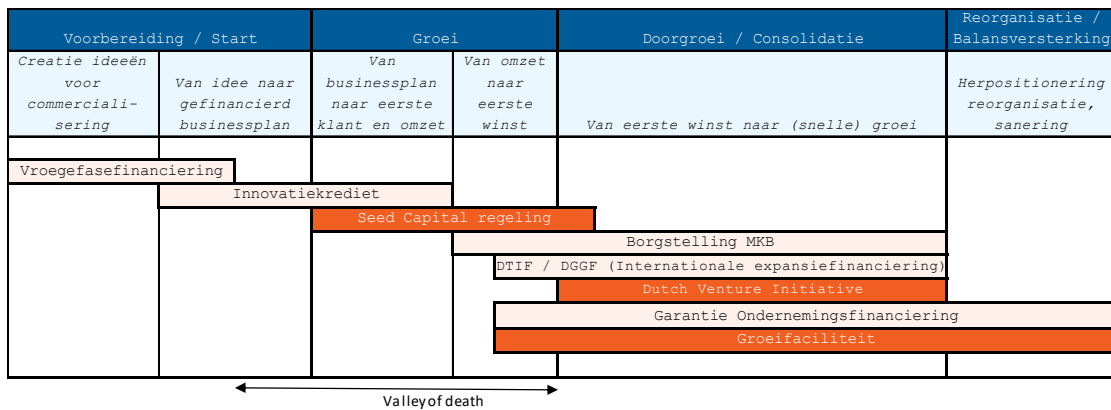 Voorbereiding / Start
Groei
Doorgroei / Consolidatie
Reorganisatie /
Balansversterking
Creatie ideeën
voor
commerciali-
sering
Van idee naar
gefinancierd
businessplan
Van
businessplan
naar eerste
klant en omzet
Van omzet
naar
eerste
winst
Van eerste winst naar (snelle) groei
Herpositionering
reorganisatie,
sanering
Vroegefasefinanciering
Innovatiekrediet
Seed Capital regeling
Borgstelling MKB
DTIF / DGGF (Internationale expansiefinanciering)
Dutch Venture Initiative
Garantie Ondernemingsfinanciering
Groeifaciliteit
Valley of death